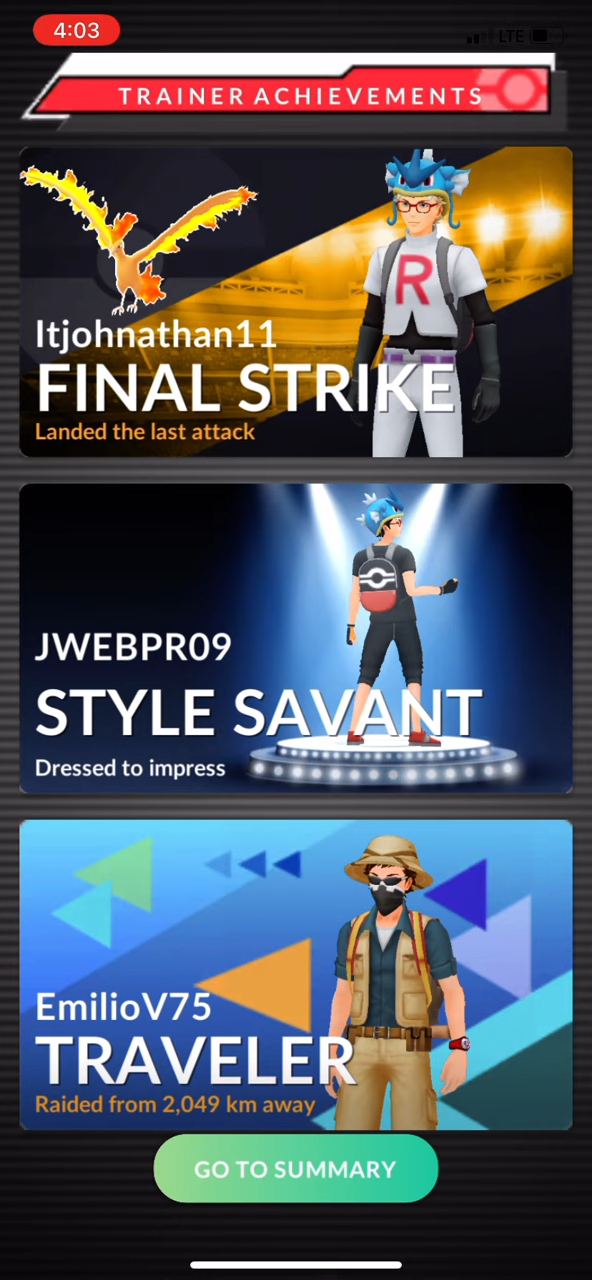 4:03
LTE
TRAINER ACHIEVEMENTS
R
Itjohnathan11
FINAL STRIKE
Landed the last attack
JWEBPR09
STYLE SAVANT
Dressed to impress
EmilioV75
TRAVELER
Raided from 2,049 km away
GO TO SUMMARY